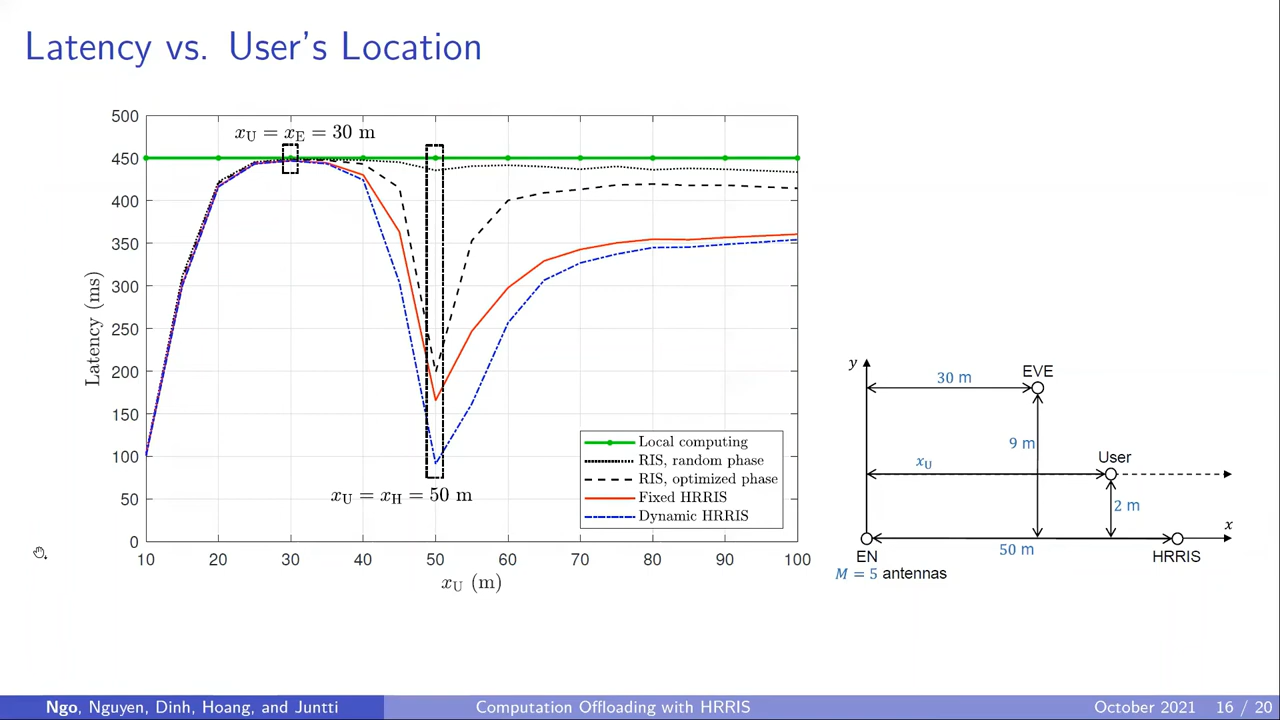 Latency vs. User's Location
500
450
400
350
300
250
200
150
100
50
0
Latency (ms)
x_U = x_E = 30 m
x_U = x_H = 50 m
Local computing
RIS, random phase
RIS, optimized phase
Fixed HRRIS
Dynamic HRRIS
10 20 30 40 50 60 70 80 90 100
x_U (m)
y
EVE
30 m
9 m
User
x_U
2 m
x
EN
50 m
HRRIS
M = 5 antennas
Ngo, Nguyen, Dinh, Hoang, and Juntti
Computation Offloading with HRRIS
October 2021 16 / 20